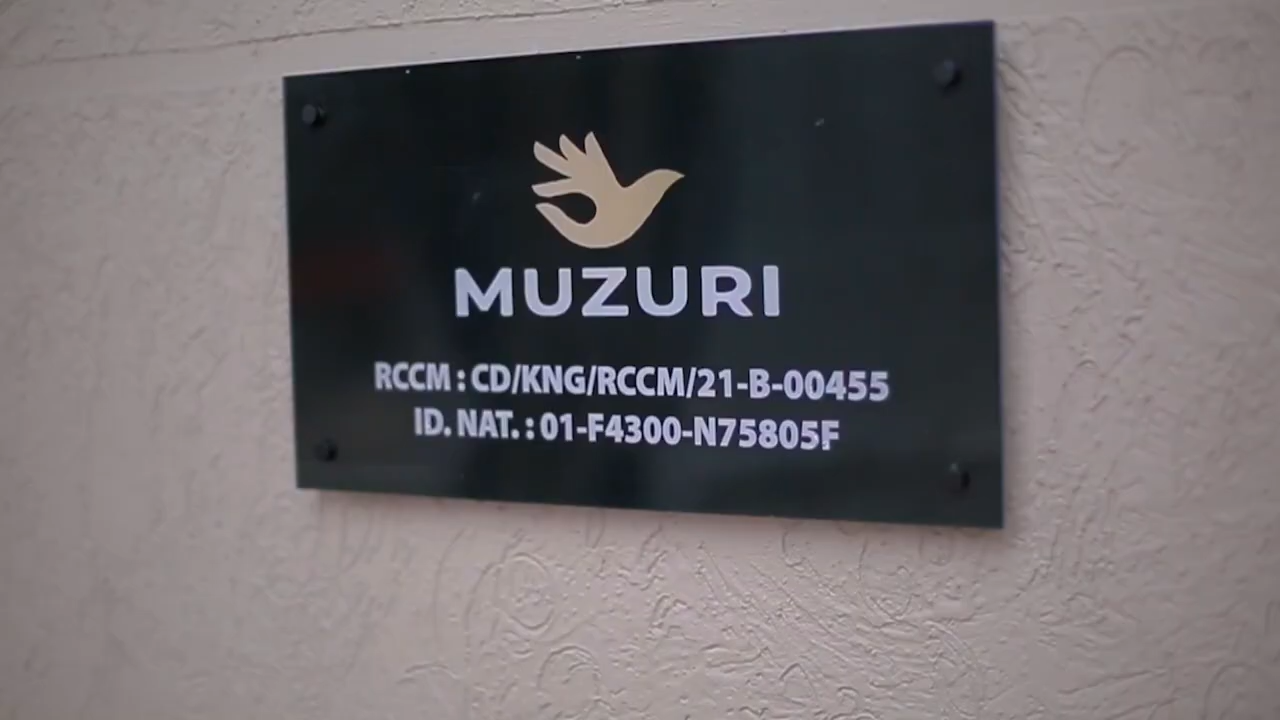 MUZURI
RCCM : CD/KNG/RCCM/21-B-00455
ID. NAT. : 01-F4300-N75805F